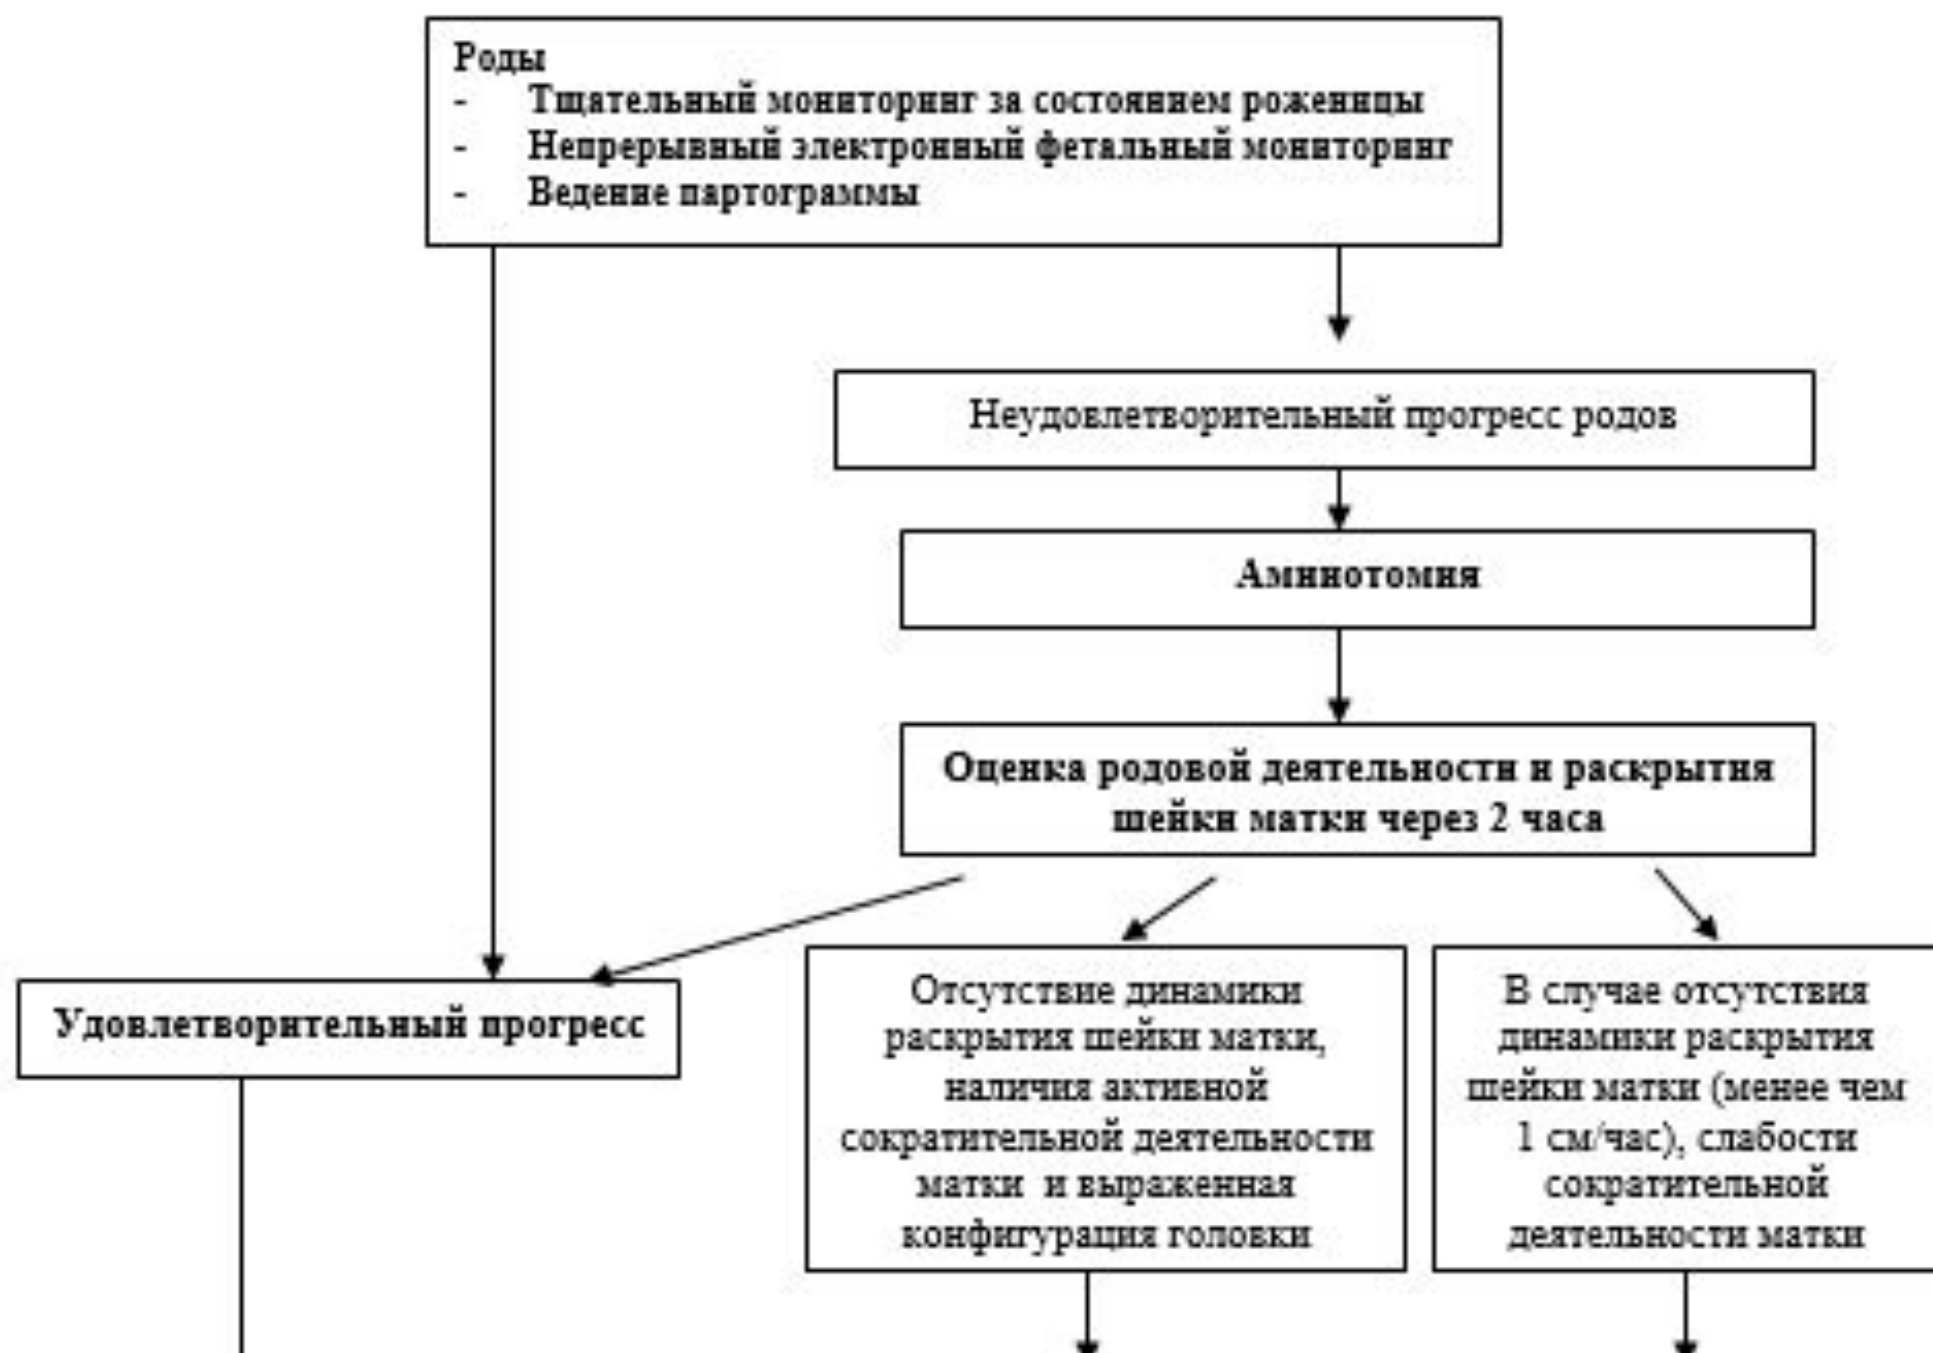 Роды
- Тщательный мониторинг за состоянием роженицы
- Непрерывный электронный фетальный мониторинг
- Ведение партограммы
Неудовлетворительный прогресс родов
Амниотомия
Оценка родовой деятельности и раскрытия
шейки матки через 2 часа
Удовлетворительный прогресс
Отсутствие динамики
раскрытия шейки матки,
наличия активной
сократительной деятельности
матки и выраженная
конфигурация головки
В случае отсутствия
динамики раскрытия
шейки матки (менее чем
1 см/час), слабости
сократительной
деятельности матки